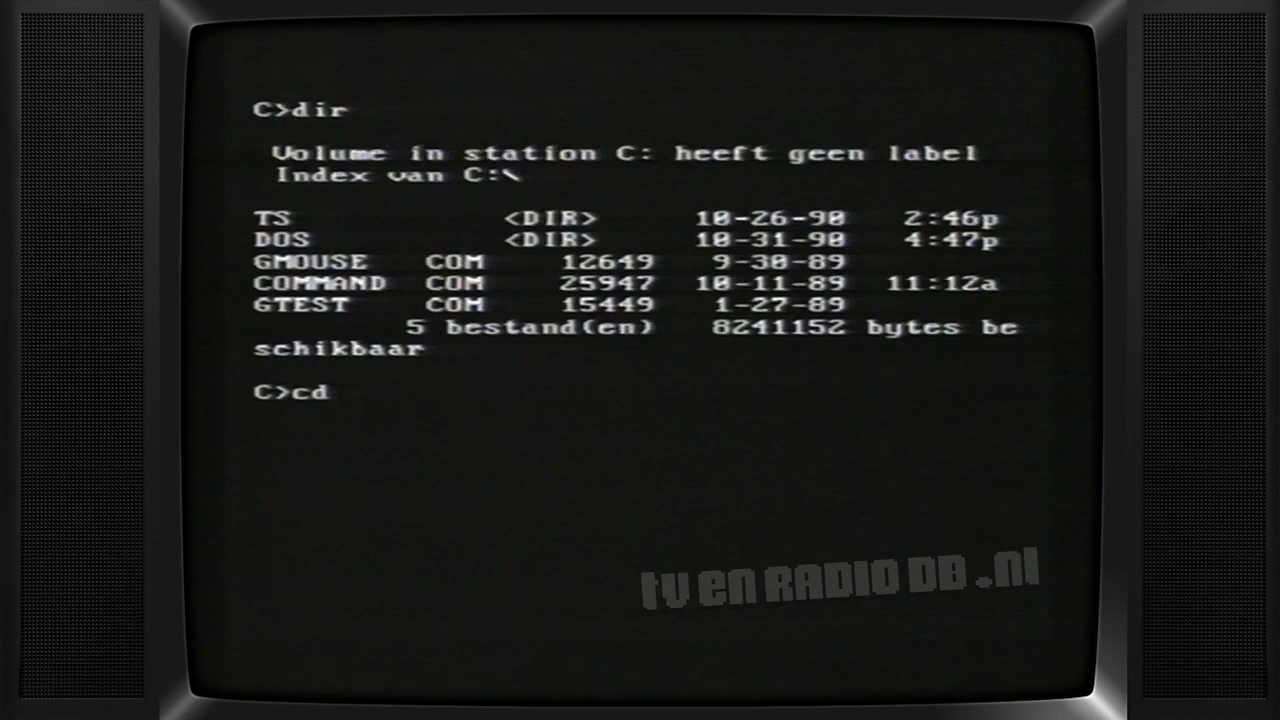 C>dir
Volume in station C: heeft geen label
Index van C:\
TS <DIR> 10-26-90 2:46p
DOS <DIR> 10-31-90 4:47p
GMOUSE COM 12649 9-30-89
COMMAND COM 25947 10-11-89 11:12a
GTEST COM 15449 1-27-89
5 bestand(en) 8241152 bytes be
schikbaar
C>cd
tv en RADIO DB .nl